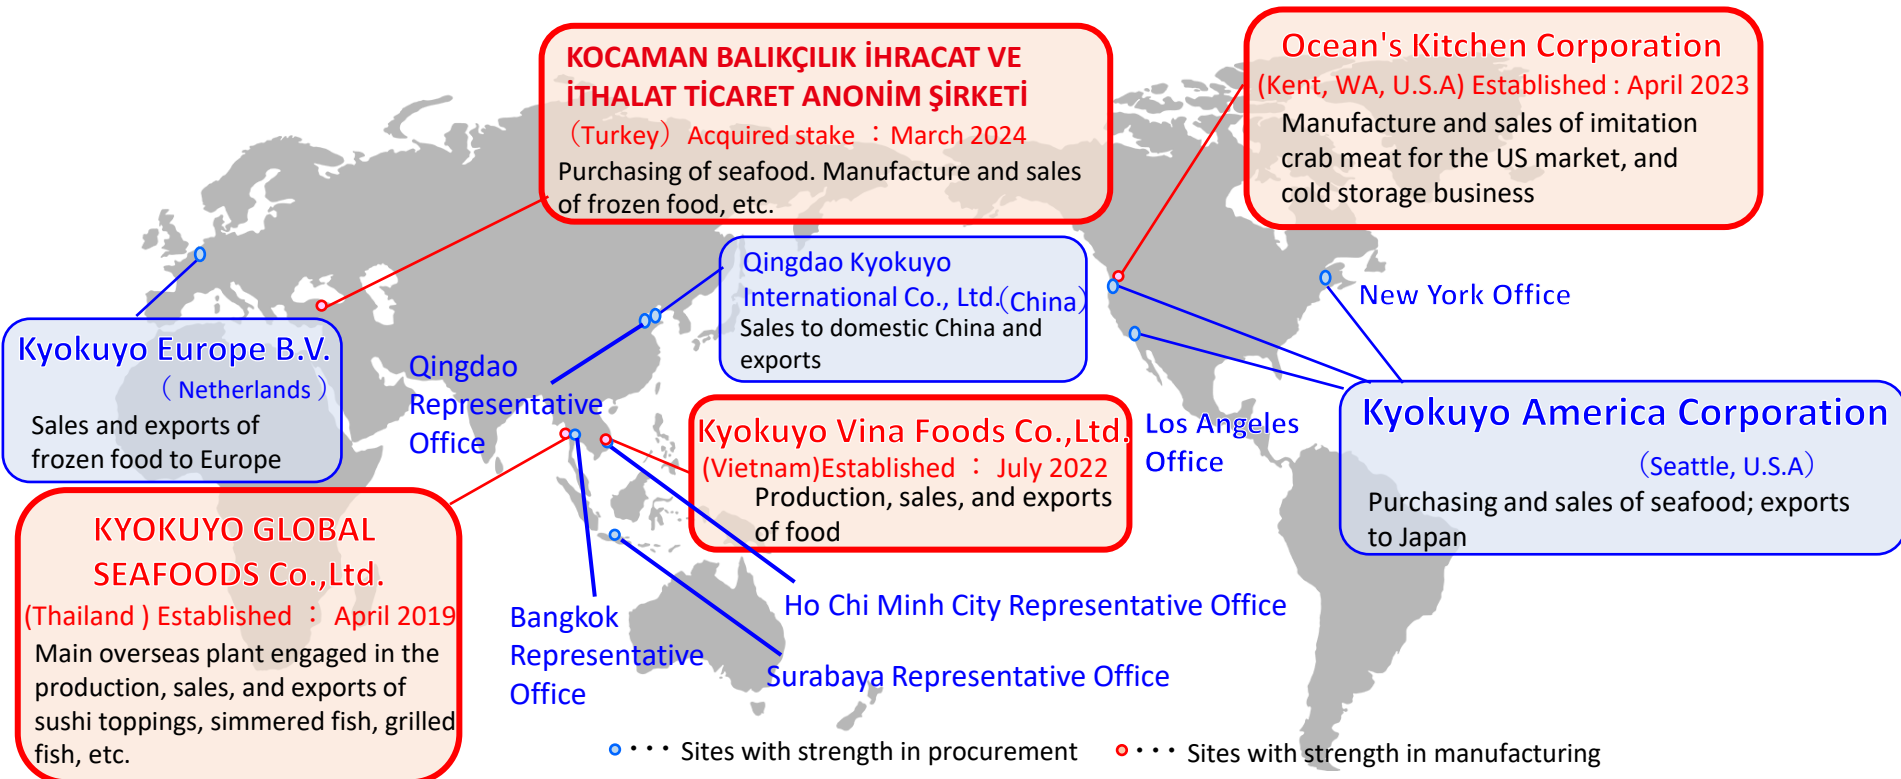 KOCAMAN BALIKÇILIK İHRACAT VE
İTHALAT TİCARET ANONİM ŞİRKETİ
（Turkey）Acquired stake ：March 2024
Purchasing of seafood. Manufacture and sales
of frozen food, etc.
Ocean's Kitchen Corporation
(Kent, WA, U.S.A) Established : April 2023
Manufacture and sales of imitation
crab meat for the US market, and
cold storage business
Qingdao Kyokuyo
International Co., Ltd.（China）
Sales to domestic China and
exports
New York Office
Kyokuyo Europe B.V.
（ Netherlands ）
Sales and exports of
frozen food to Europe
Qingdao
Representative
Office
Kyokuyo Vina Foods Co.,Ltd.
(Vietnam)Established ： July 2022
Production, sales, and exports
of food
Los Angeles
Office
Kyokuyo America Corporation
（Seattle, U.S.A）
Purchasing and sales of seafood; exports
to Japan
KYOKUYO GLOBAL
SEAFOODS Co.,Ltd.
(Thailand ) Established ： April 2019
Main overseas plant engaged in the
production, sales, and exports of
sushi toppings, simmered fish, grilled
fish, etc.
Bangkok
Representative
Office
Ho Chi Minh City Representative Office
Surabaya Representative Office
・・・ Sites with strength in procurement
・・・ Sites with strength in manufacturing